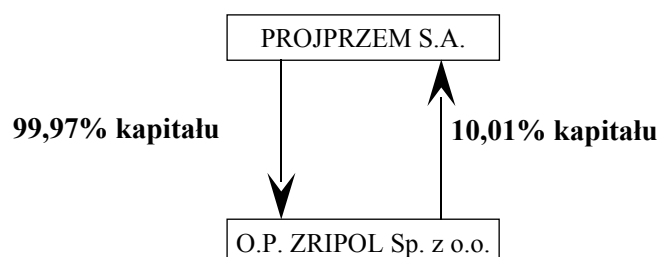 PROJPRZEM S.A.
99,97% kapitału
10,01% kapitału
O.P. ZRIPOL Sp. z o.o.